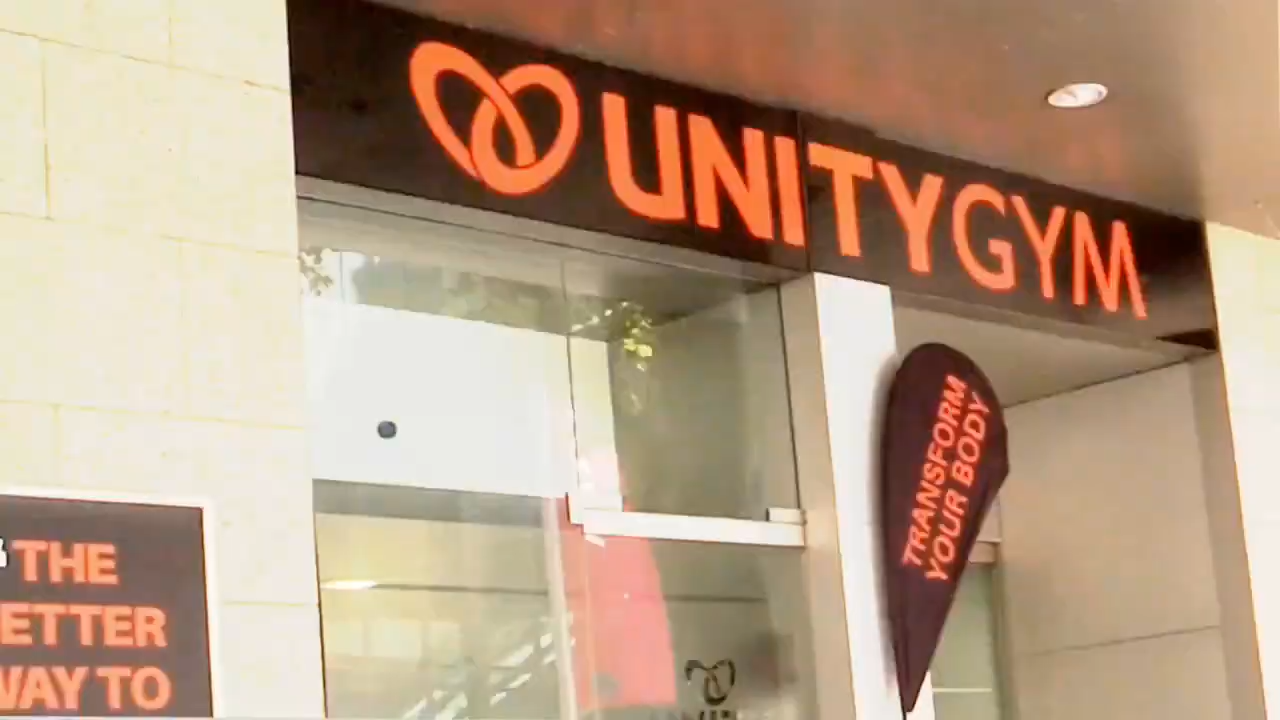 UNITYGYM
TRANSFORM
YOUR BODY
THE
ETTER
WAY TO